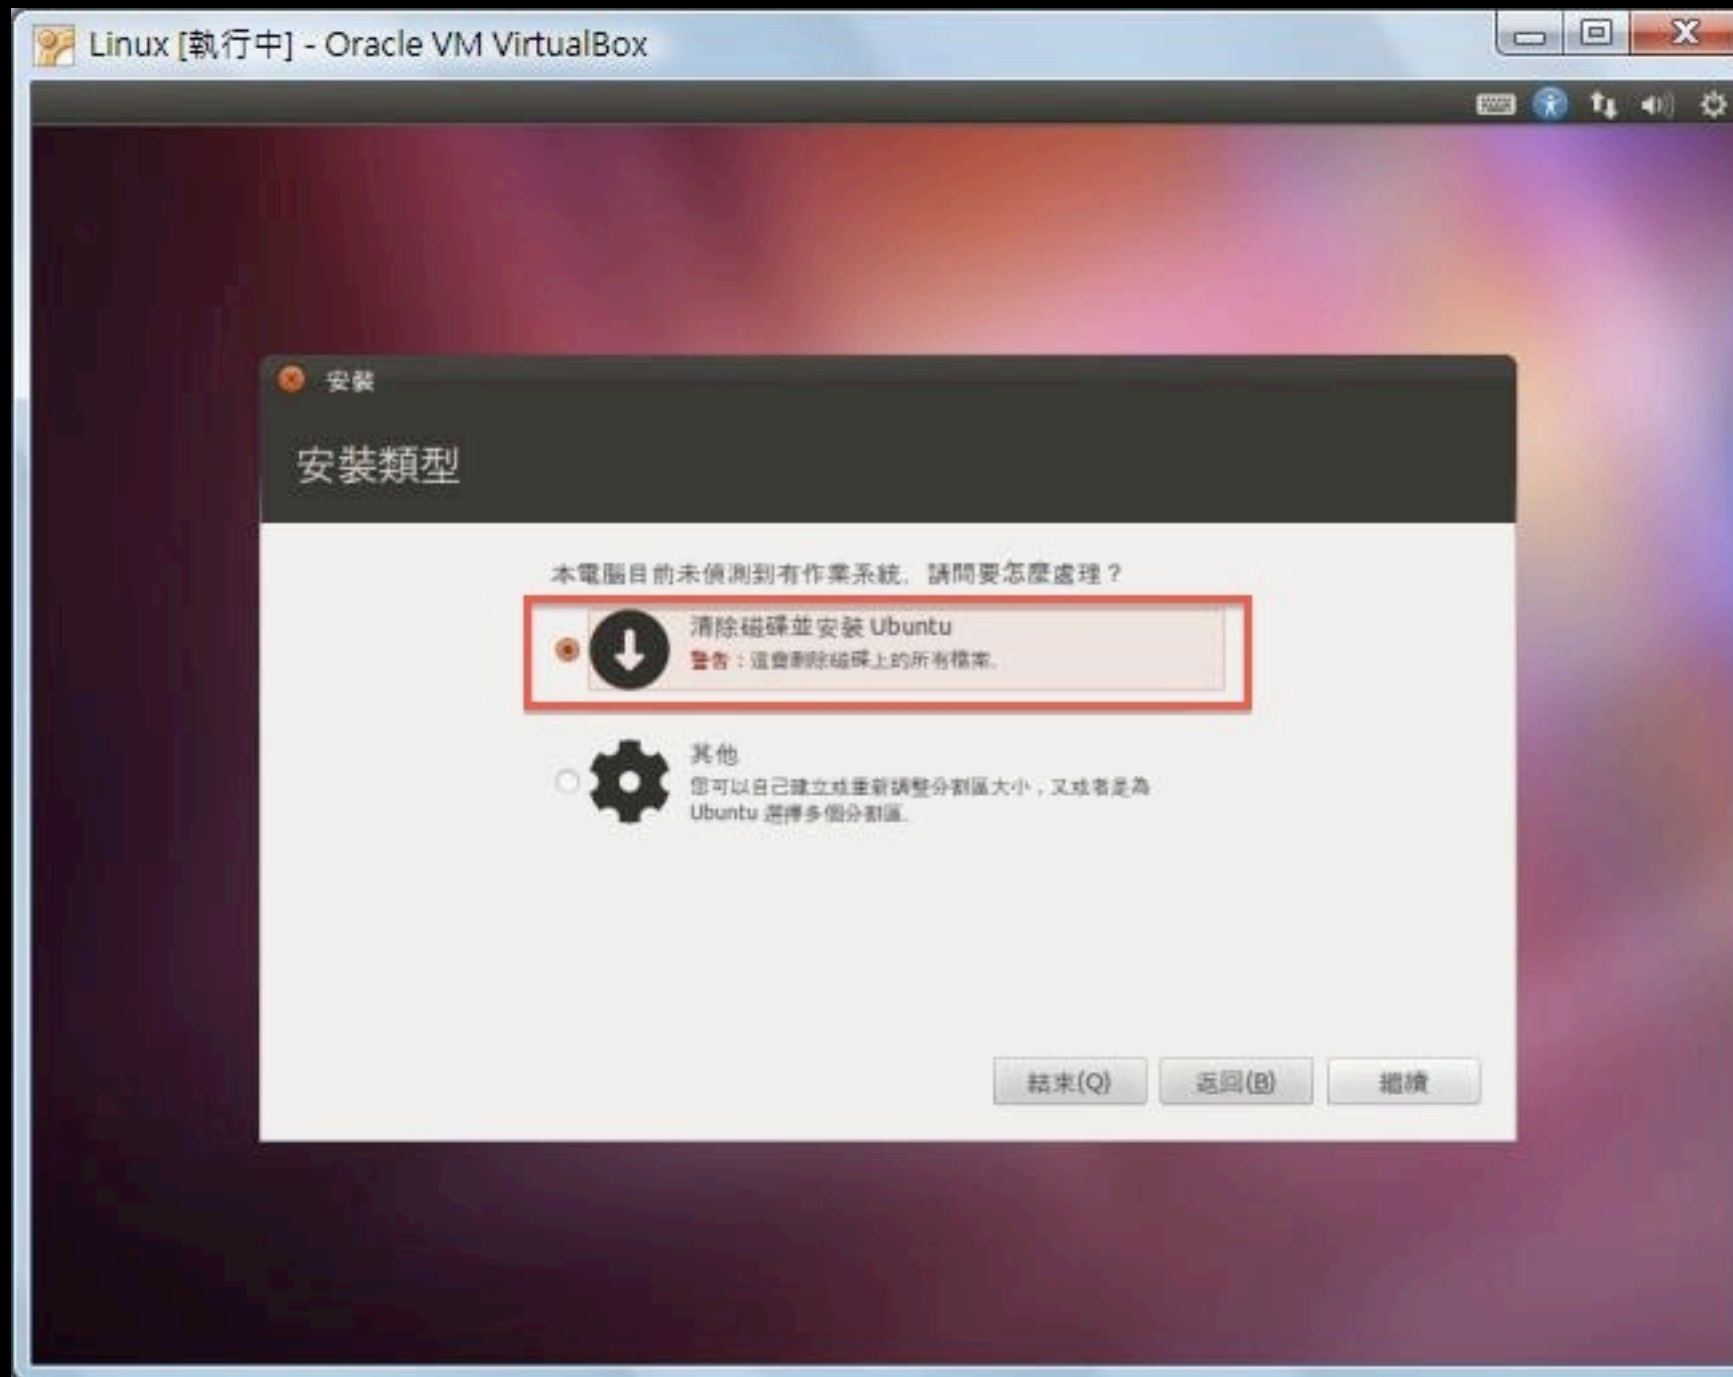 Linux [執行中] - Oracle VM VirtualBox
安裝
安裝類型
本電腦目前未偵測到有作業系統，請問要怎麼處理？
清除磁碟並安裝 Ubuntu
警告：這會刪除磁碟上的所有檔案。
其他
您可以自己建立或重新調整分割區大小，又或者是為
Ubuntu 選擇多個分割區。
結束(Q)
返回(B)
繼續